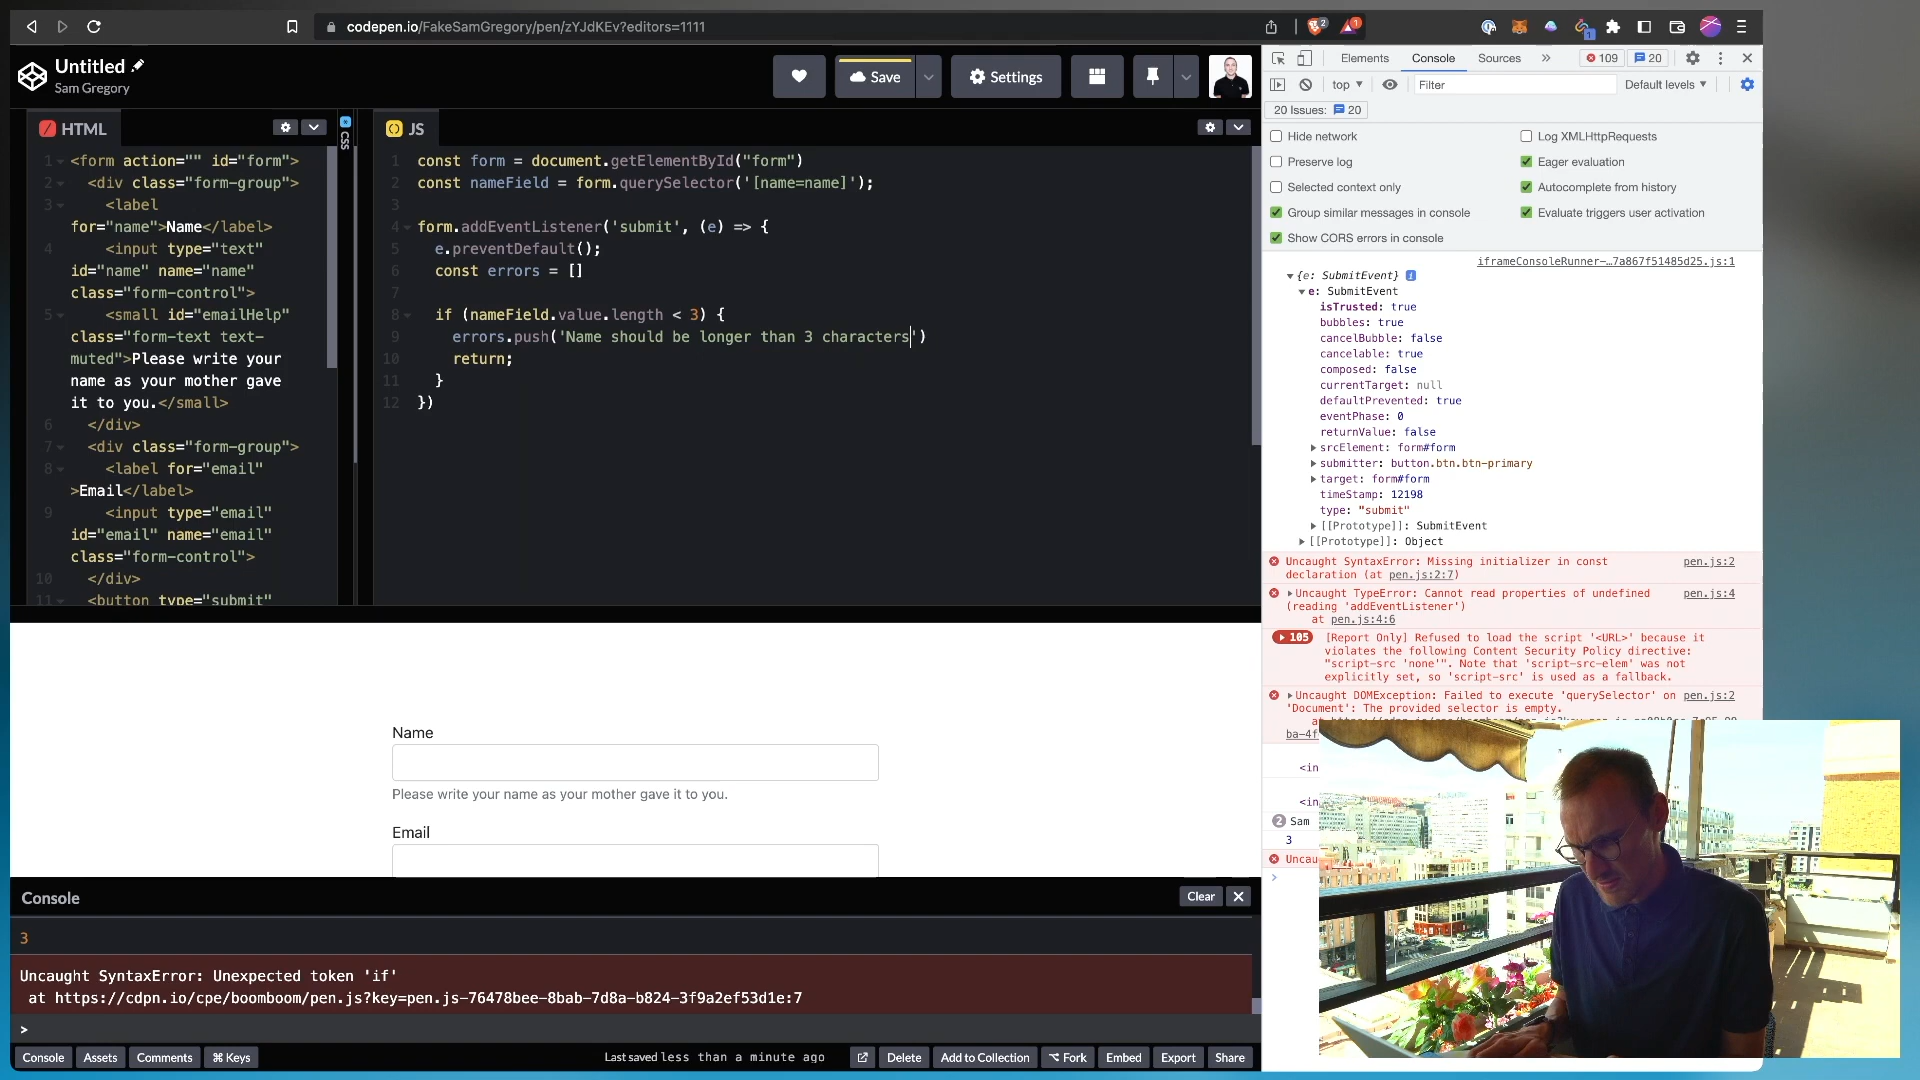 codepen.io/FakeSamGregory/pen/zYJdKEv?editors=1111
2
1
1
Untitled
Sam Gregory
Save
Settings
HTML
CSS
JS
1 <form action="" id="form">
2 <div class="form-group">
3 <label
for="name">Name</label>
4 <input type="text"
id="name" name="name"
class="form-control">
5 <small id="emailHelp"
class="form-text text-
muted">Please write your
name as your mother gave
it to you.</small>
6 </div>
7 <div class="form-group">
8 <label for="email"
>Email</label>
9 <input type="email"
id="email" name="email"
class="form-control">
10 </div>
11 <button type="submit"
1 const form = document.getElementById("form")
2 const nameField = form.querySelector('[name=name]');
3
4 form.addEventListener('submit', (e) => {
5 e.preventDefault();
6 const errors = []
7
8 if (nameField.value.length < 3) {
9 errors.push('Name should be longer than 3 characters')
10 return;
11 }
12 })
Name
Please write your name as your mother gave it to you.
Email
Console
Clear
3
Uncaught SyntaxError: Unexpected token 'if'
at https://cdpn.io/cpe/boomboom/pen.js?key=pen.js-76478bee-8bab-7d8a-b824-3f9a2ef53d1e:7
>
Console
Assets
Comments
⌘ Keys
Last saved less than a minute ago
Delete
Add to Collection
⌥ Fork
Embed
Export
Share
Elements
Console
Sources
»
109
20
top
Filter
Default levels
20 Issues: 20
Hide network
Log XMLHttpRequests
Preserve log
Eager evaluation
Selected context only
Autocomplete from history
Group similar messages in console
Evaluate triggers user activation
Show CORS errors in console
iframeConsoleRunner-…7a867f51485d25.js:1
{e: SubmitEvent} i
e: SubmitEvent
isTrusted: true
bubbles: true
cancelBubble: false
cancelable: true
composed: false
currentTarget: null
defaultPrevented: true
eventPhase: 0
returnValue: false
srcElement: form#form
submitter: button.btn.btn-primary
target: form#form
timeStamp: 12198
type: "submit"
[[Prototype]]: SubmitEvent
[[Prototype]]: Object
Uncaught SyntaxError: Missing initializer in const pen.js:2
declaration (at pen.js:2:7)
Uncaught TypeError: Cannot read properties of undefined pen.js:4
(reading 'addEventListener')
at pen.js:4:6
105 [Report Only] Refused to load the script '<URL>' because it
violates the following Content Security Policy directive:
"script-src 'none'". Note that 'script-src-elem' was not
explicitly set, so 'script-src' is used as a fallback.
Uncaught DOMException: Failed to execute 'querySelector' on pen.js:2
'Document': The provided selector is empty.
ba-4f
<in
<in
2 Sam
3
Uncau
>